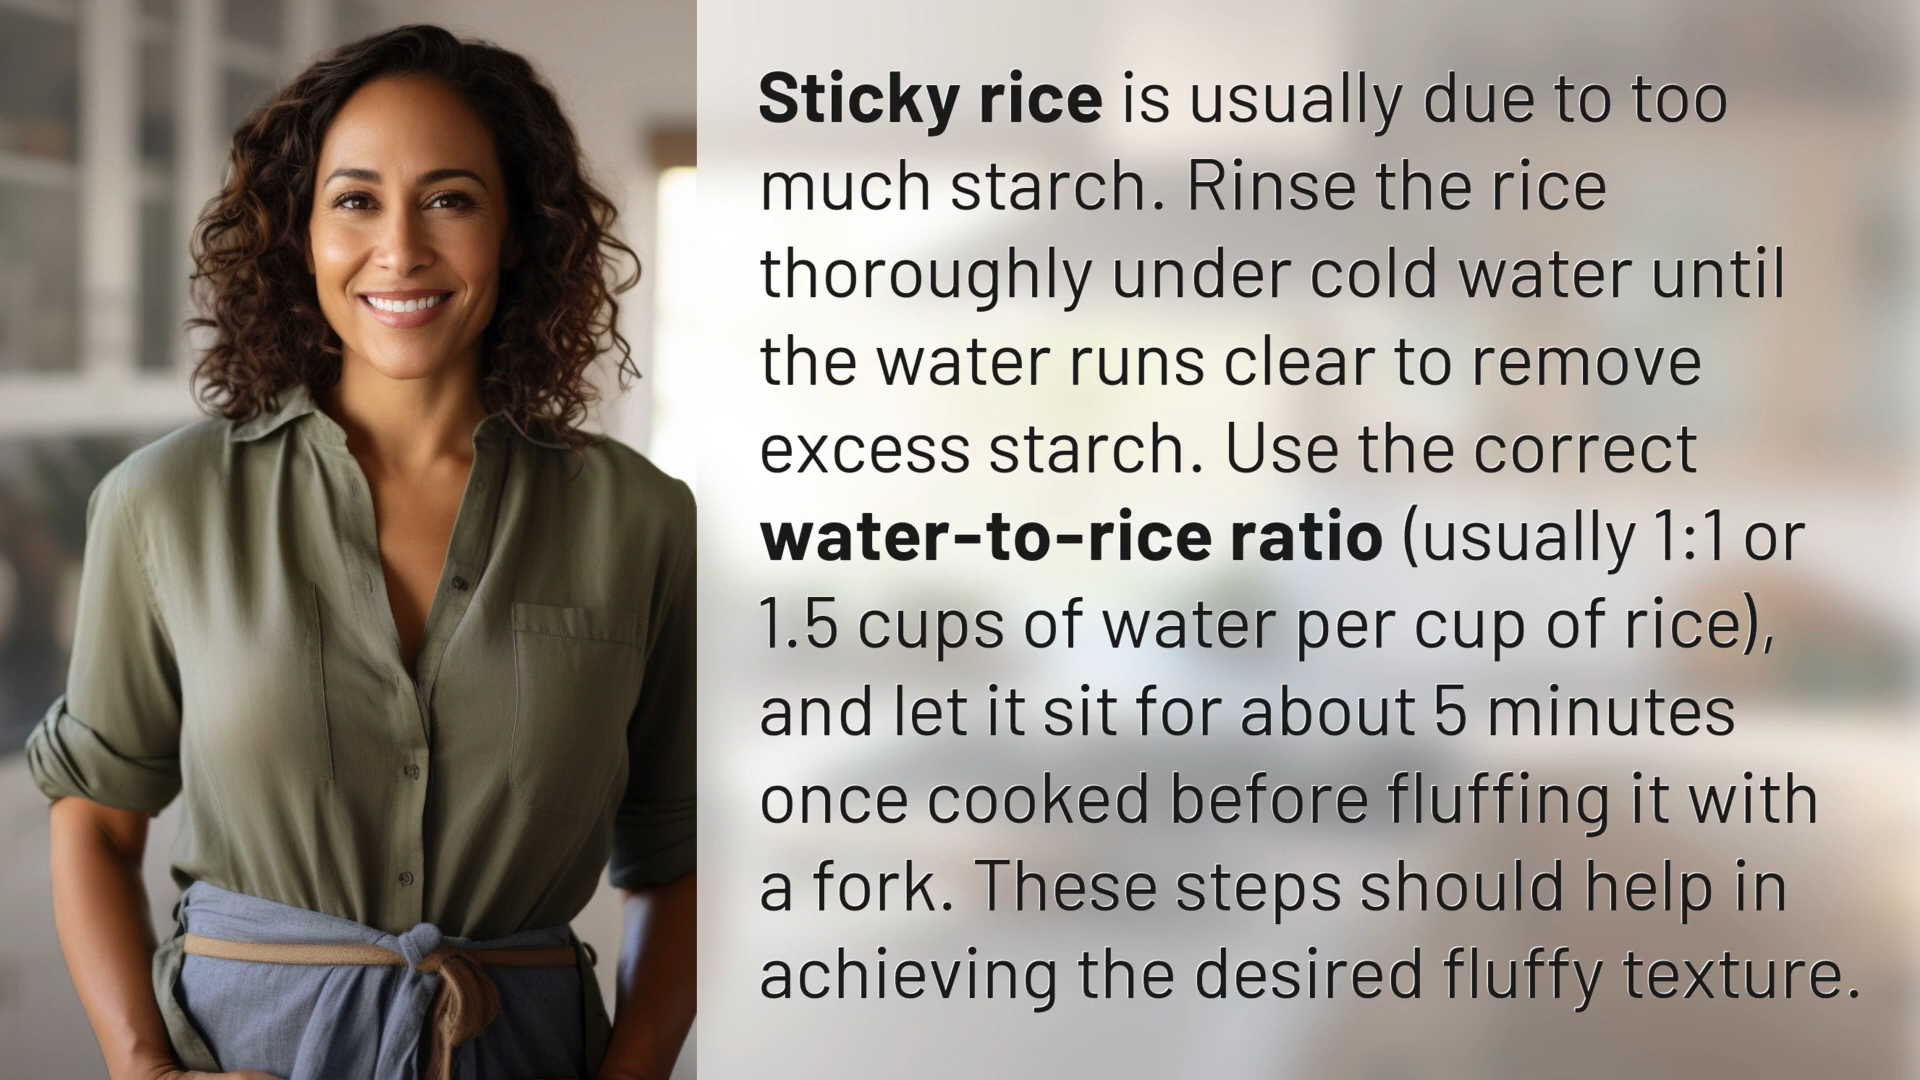 Sticky rice is usually due to too
much starch. Rinse the rice
thoroughly under cold water until
the water runs clear to remove
excess starch. Use the correct
water-to-rice ratio (usually 1:1 or
1.5 cups of water per cup of rice),
and let it sit for about 5 minutes
once cooked before fluffing it with
a fork. These steps should help in
achieving the desired fluffy texture.